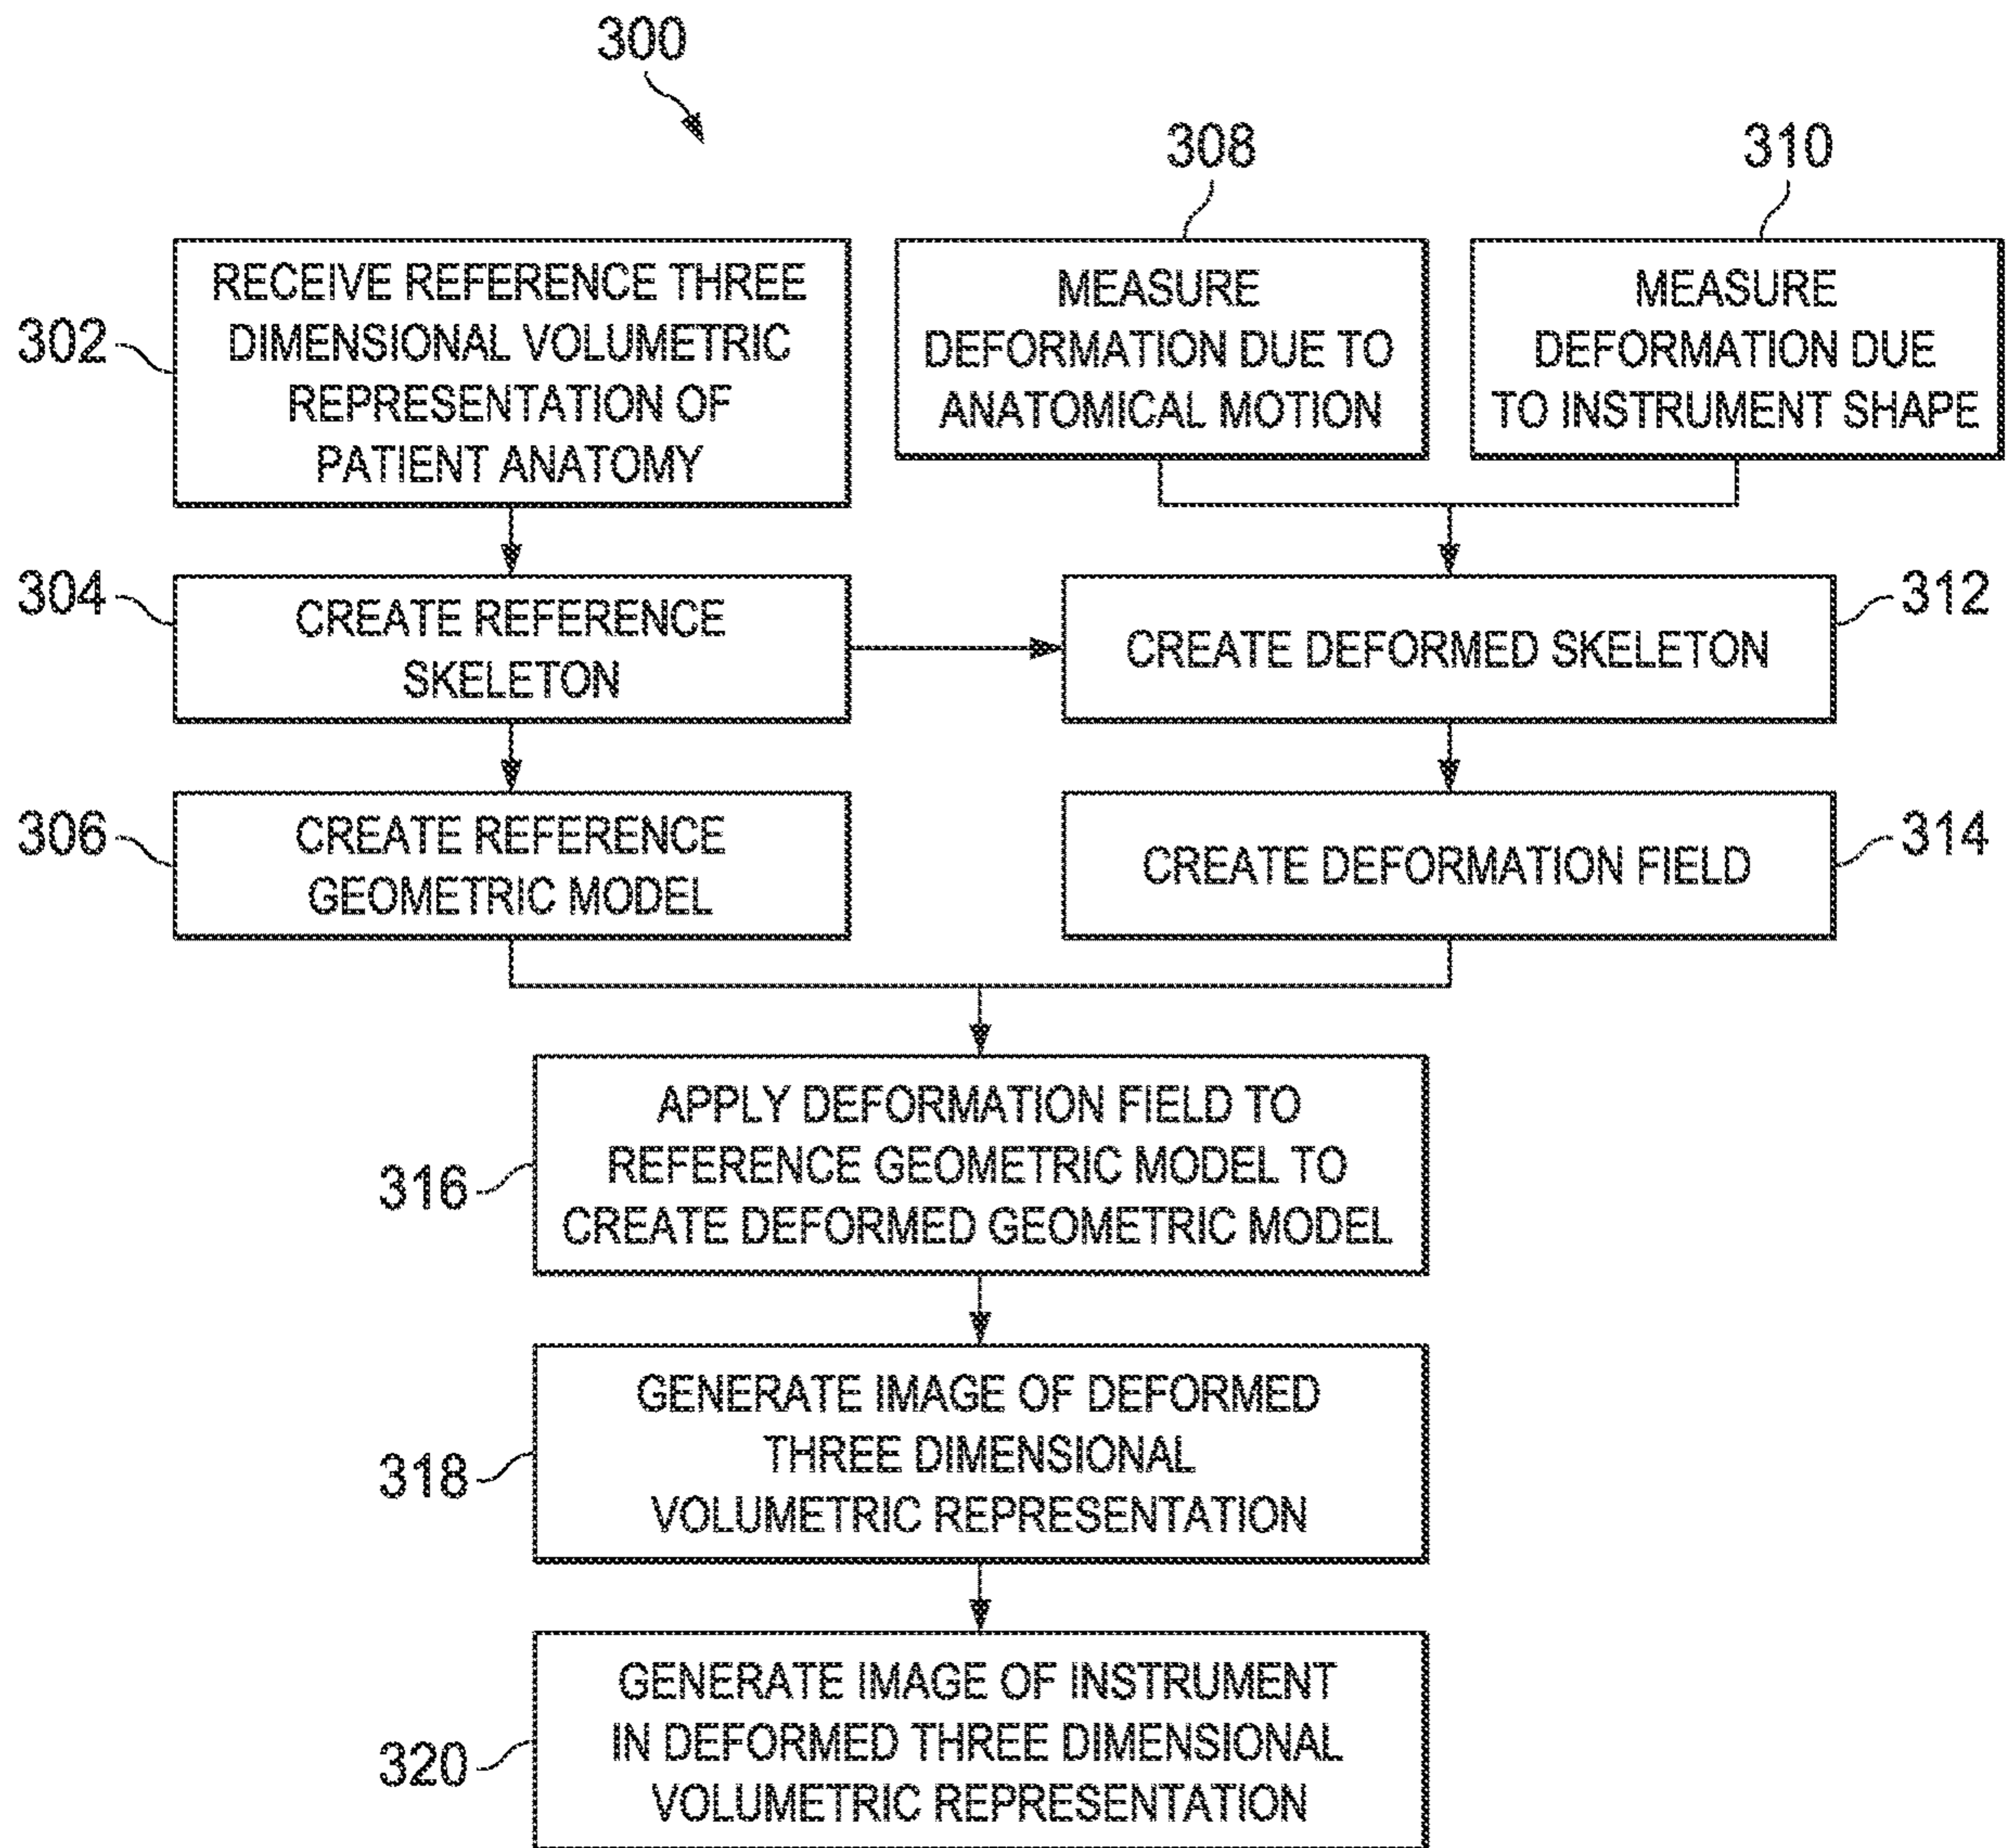 300
308
310
302
RECEIVE REFERENCE THREE
DIMENSIONAL VOLUMETRIC
REPRESENTATION OF
PATIENT ANATOMY
MEASURE
DEFORMATION DUE TO
ANATOMICAL MOTION
MEASURE
DEFORMATION DUE
TO INSTRUMENT SHAPE
304
CREATE REFERENCE
SKELETON
CREATE DEFORMED SKELETON
312
306
CREATE REFERENCE
GEOMETRIC MODEL
CREATE DEFORMATION FIELD
314
316
APPLY DEFORMATION FIELD TO
REFERENCE GEOMETRIC MODEL TO
CREATE DEFORMED GEOMETRIC MODEL
318
GENERATE IMAGE OF DEFORMED
THREE DIMENSIONAL
VOLUMETRIC REPRESENTATION
320
GENERATE IMAGE OF INSTRUMENT
IN DEFORMED THREE DIMENSIONAL
VOLUMETRIC REPRESENTATION